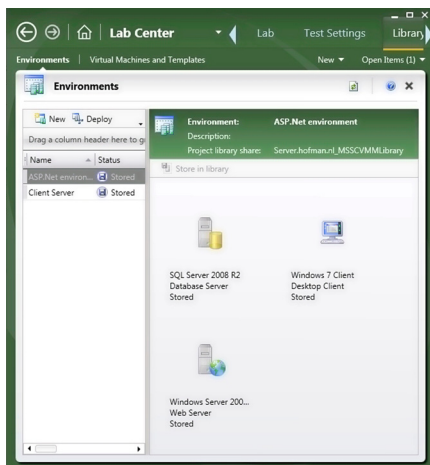 Lab Center
Lab
Test Settings
Library
Environments
Virtual Machines and Templates
New
Open Items (1)
Environments
New
Deploy
Drag a column header here to g
Name
Status
ASP.Net environ...
Stored
Client Server
Stored
Environment:
ASP.Net environment
Description:
Project library share:
Server.hofman.nl_MSSCVMMLibrary
Store in library
SQL Server 2008 R2
Database Server
Stored
Windows 7 Client
Desktop Client
Stored
Windows Server 200...
Web Server
Stored